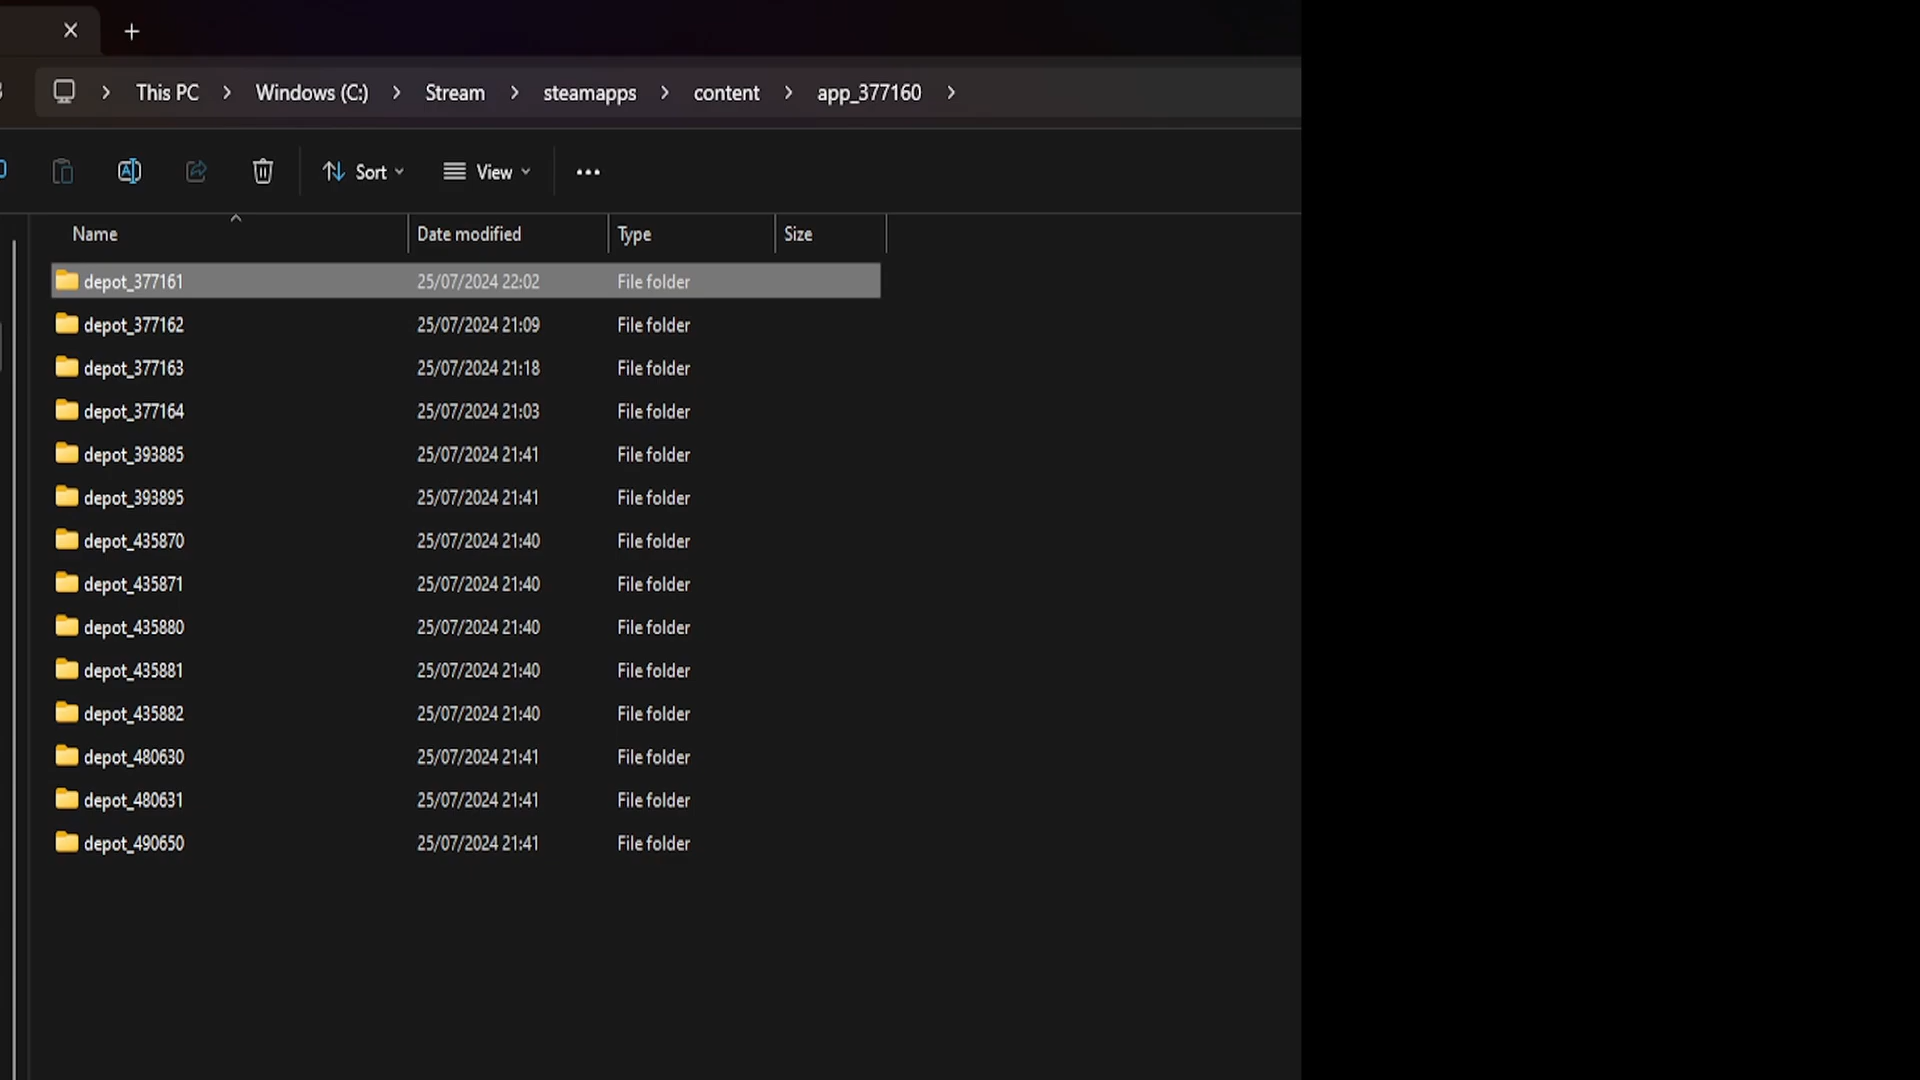 This PC > Windows (C:) > Stream > steamapps > content > app_377160 >
Sort View
Name Date modified Type Size
depot_377161 25/07/2024 22:02 File folder
depot_377162 25/07/2024 21:09 File folder
depot_377163 25/07/2024 21:18 File folder
depot_377164 25/07/2024 21:03 File folder
depot_393885 25/07/2024 21:41 File folder
depot_393895 25/07/2024 21:41 File folder
depot_435870 25/07/2024 21:40 File folder
depot_435871 25/07/2024 21:40 File folder
depot_435880 25/07/2024 21:40 File folder
depot_435881 25/07/2024 21:40 File folder
depot_435882 25/07/2024 21:40 File folder
depot_480630 25/07/2024 21:41 File folder
depot_480631 25/07/2024 21:41 File folder
depot_490650 25/07/2024 21:41 File folder